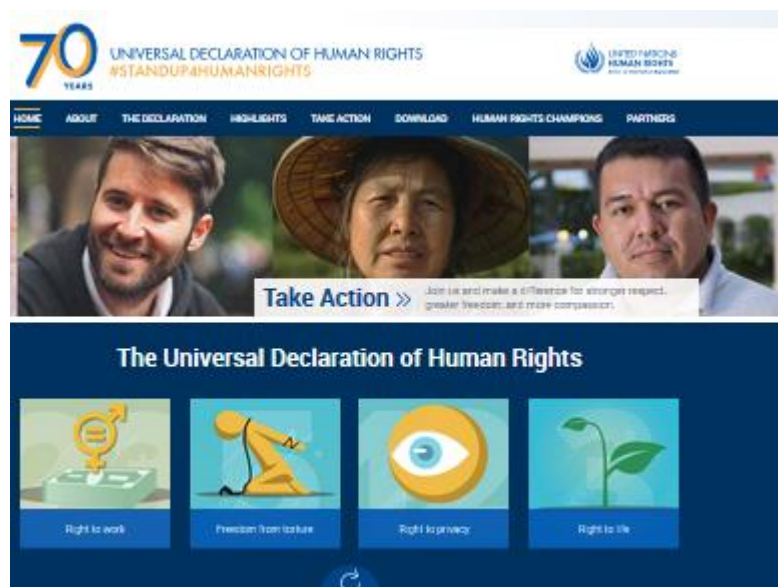 70
YEARS
UNIVERSAL DECLARATION OF HUMAN RIGHTS
#STANDUP4HUMANRIGHTS
UNITED NATIONS
HUMAN RIGHTS
HOME ABOUT THE DECLARATION HIGHLIGHTS TAKE ACTION DOWNLOAD HUMAN RIGHTS CHAMPIONS PARTNERS
Take Action »
Join us and make a difference for stronger respect,
greater freedom, and more compassion.
The Universal Declaration of Human Rights
Right to work Freedom from torture Right to privacy Right to life